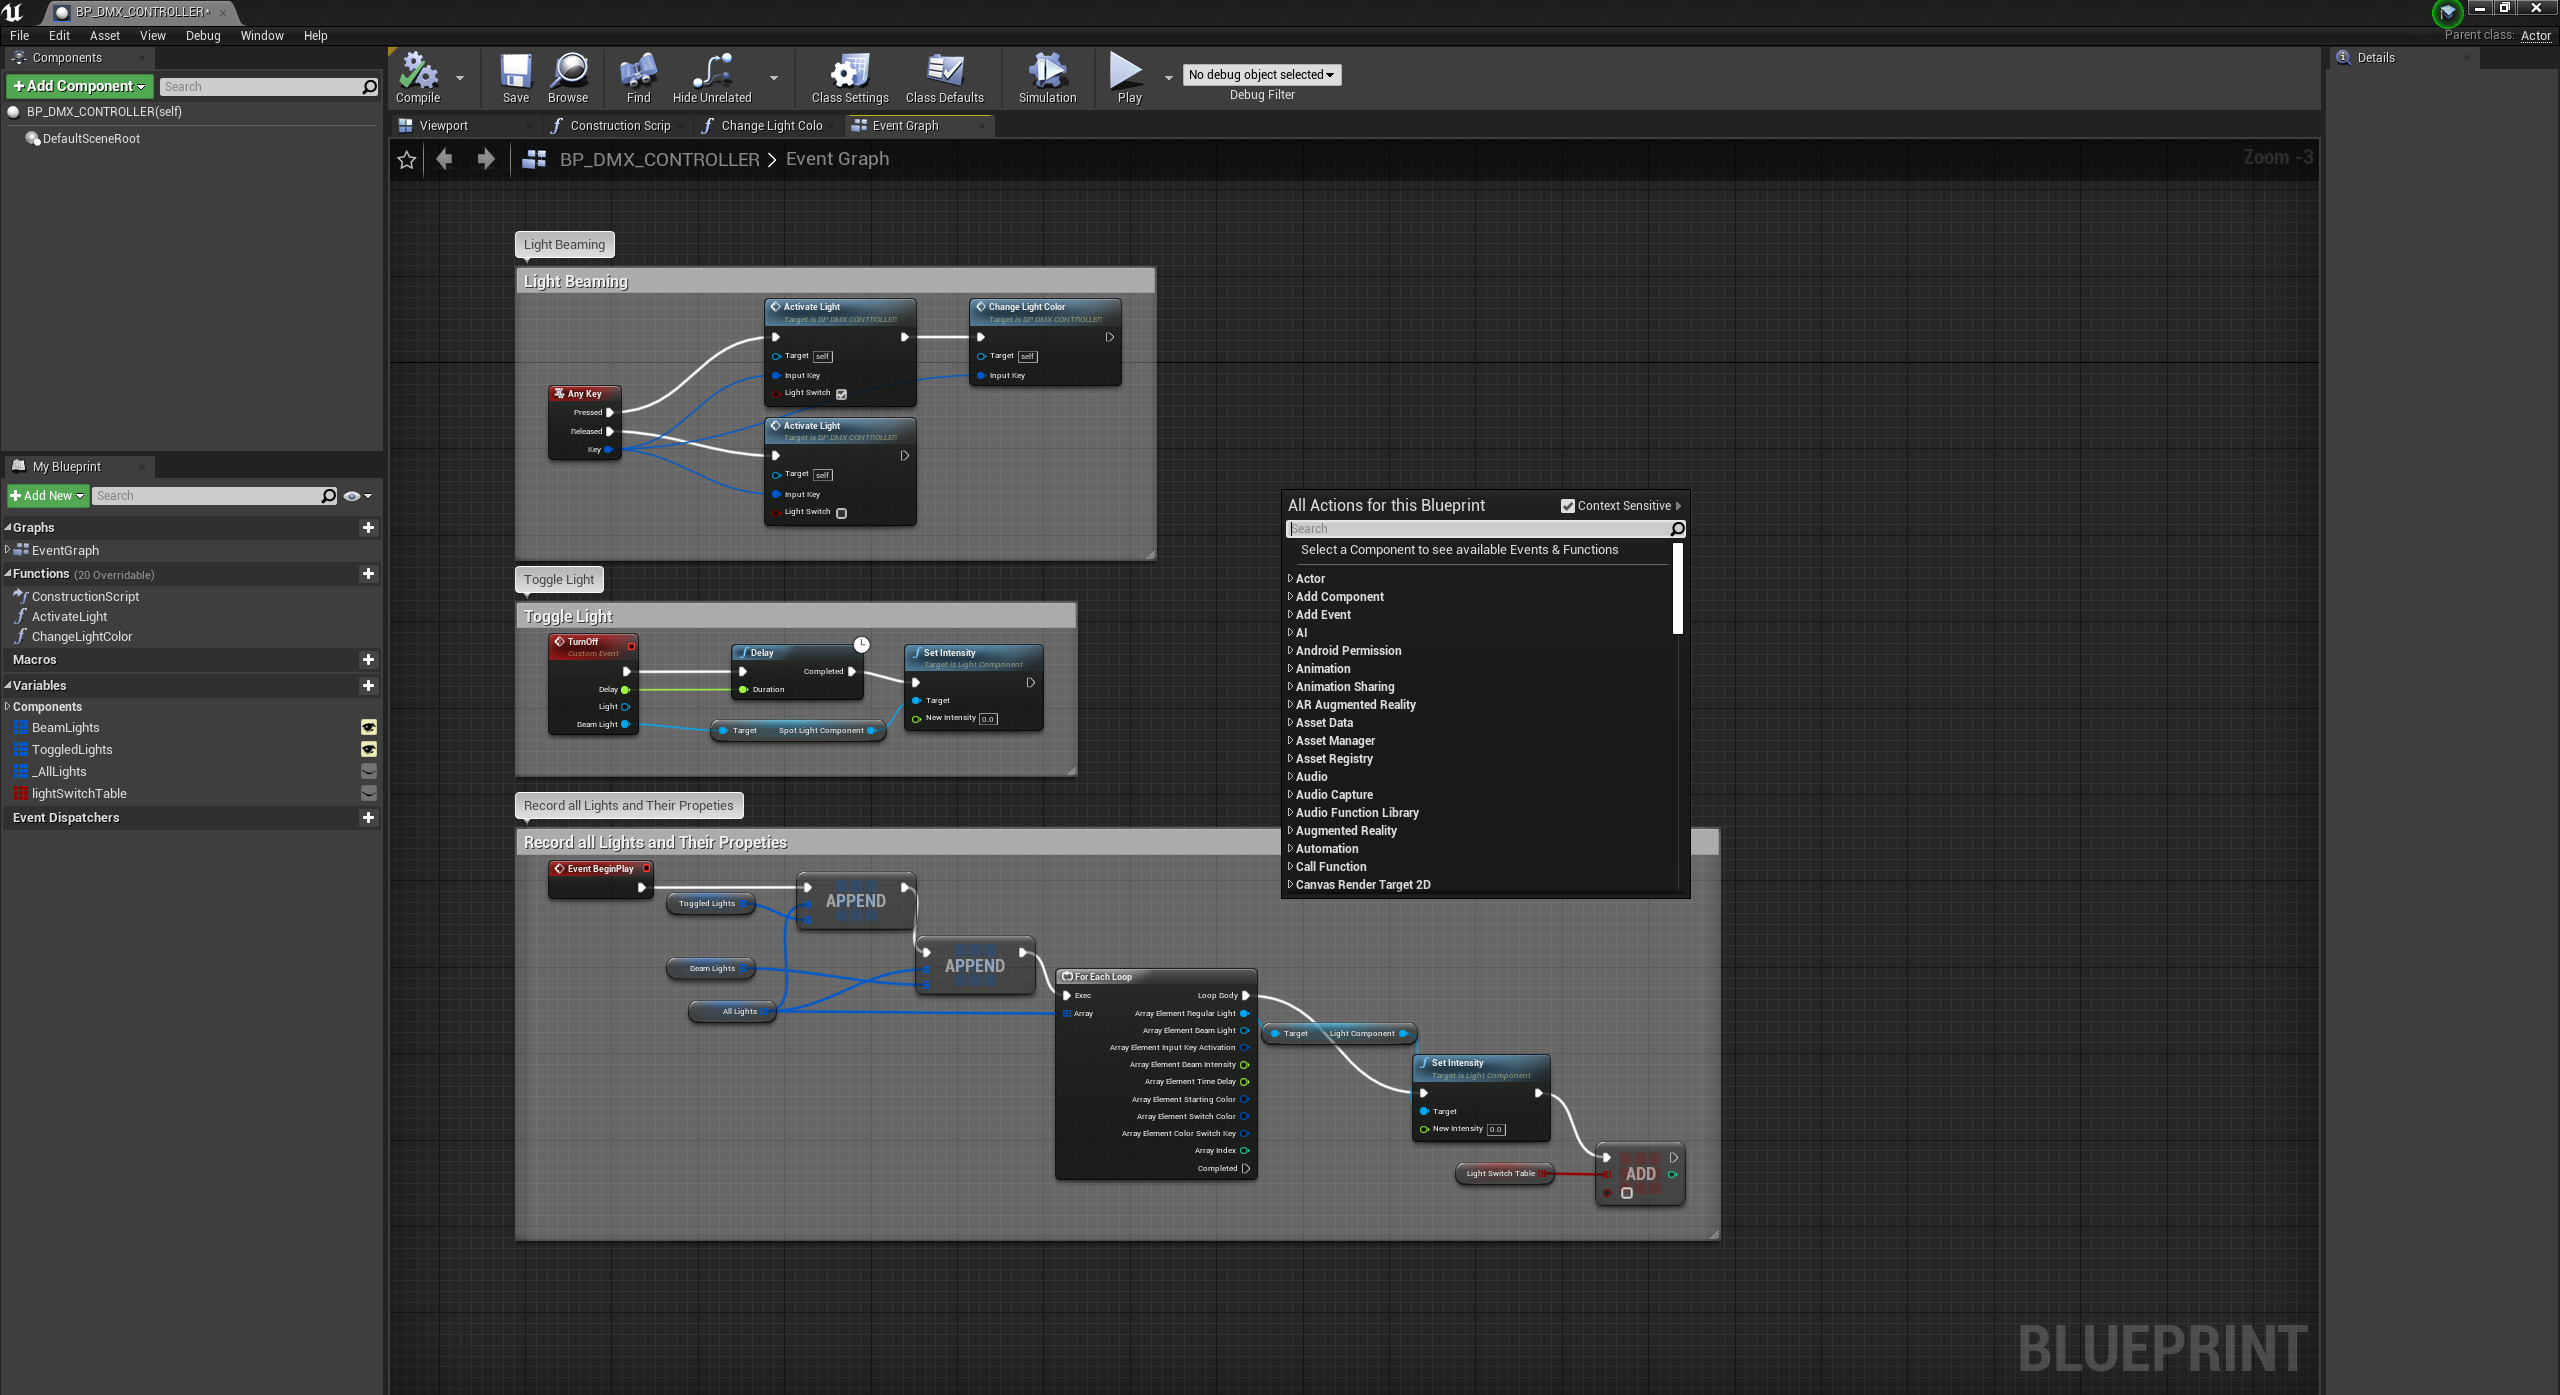 BP_DMX_CONTROLLER*
File Edit Asset View Debug Window Help
Parent class: Actor
Components
Add Component
Search
BP_DMX_CONTROLLER(self)
DefaultSceneRoot
My Blueprint
Add New
Search
Graphs
EventGraph
Functions (20 Overridable)
ConstructionScript
ActivateLight
ChangeLightColor
Macros
Variables
Components
BeamLights
ToggledLights
_AllLights
lightSwitchTable
Event Dispatchers
Compile
Save
Browse
Find
Hide Unrelated
Class Settings
Class Defaults
Simulation
Play
No debug object selected
Debug Filter
Viewport
Construction Scrip
Change Light Colo
Event Graph
BP_DMX_CONTROLLER > Event Graph
Zoom -3
Light Beaming
Light Beaming
Any Key
Pressed
Released
Key
Activate Light
Target is BP DMX CONTROLLER
Target self
Input Key
Light Switch
Change Light Color
Target is BP DMX CONTROLLER
Target self
Input Key
Activate Light
Target is BP DMX CONTROLLER
Target self
Input Key
Light Switch
Toggle Light
Toggle Light
TurnOff
Custom Event
Delay
Light
Beam Light
Delay
Completed
Duration
Target Spot Light Component
Set Intensity
Target is Light Component
Target
New Intensity 0.0
Record all Lights and Their Propeties
Record all Lights and Their Propeties
Event BeginPlay
Toggled Lights
Beam Lights
All Lights
APPEND
APPEND
For Each Loop
Exec Loop Body
Array Array Element Regular Light
Array Element Beam Light
Array Element Input Key Activation
Array Element Beam Intensity
Array Element Time Delay
Array Element Starting Color
Array Element Switch Color
Array Element Color Switch Key
Array Index
Completed
Target Light Component
Set Intensity
Target is Light Component
Target
New Intensity 0.0
Light Switch Table
ADD
All Actions for this Blueprint
Context Sensitive
Search
Select a Component to see available Events & Functions
Actor
Add Component
Add Event
AI
Android Permission
Animation
Animation Sharing
AR Augmented Reality
Asset Data
Asset Manager
Asset Registry
Audio
Audio Capture
Audio Function Library
Augmented Reality
Automation
Call Function
Canvas Render Target 2D
BLUEPRINT
Details